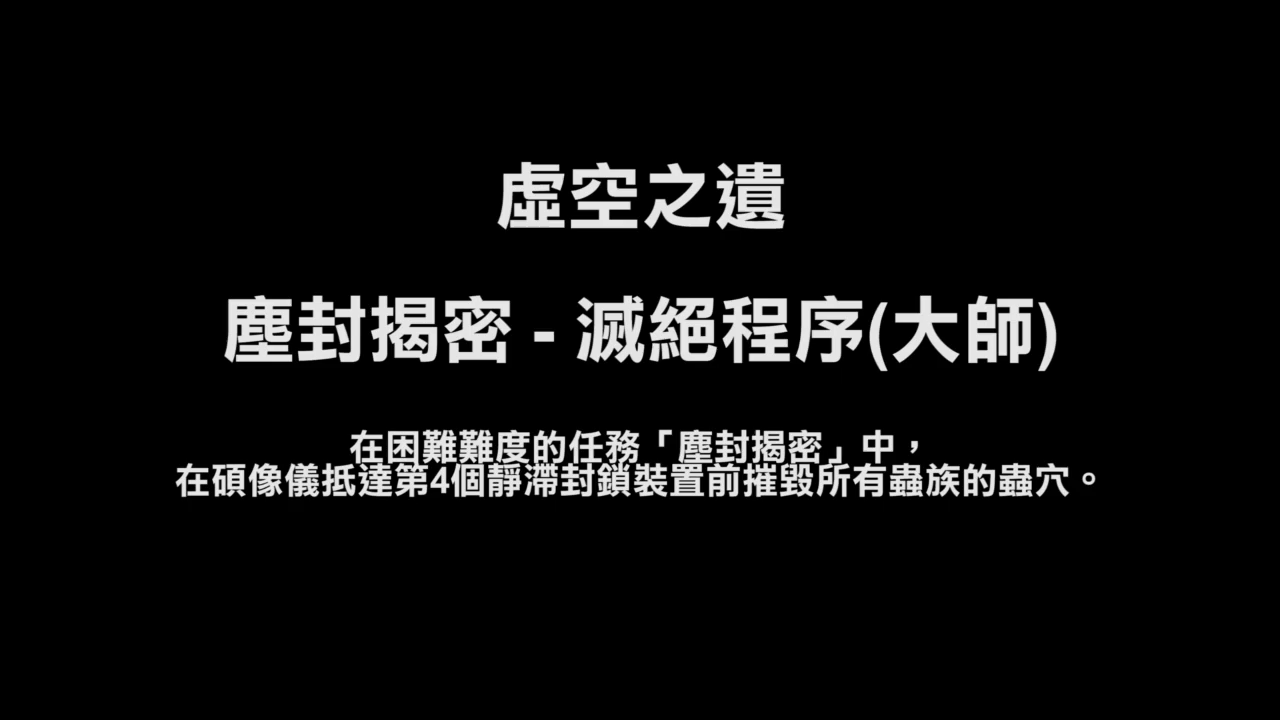 虛空之遺
塵封揭密 - 滅絕程序(大師)
在困難難度的任務「塵封揭密」中，
在碩像儀抵達第4個靜滯封鎖裝置前摧毀所有蟲族的蟲穴。